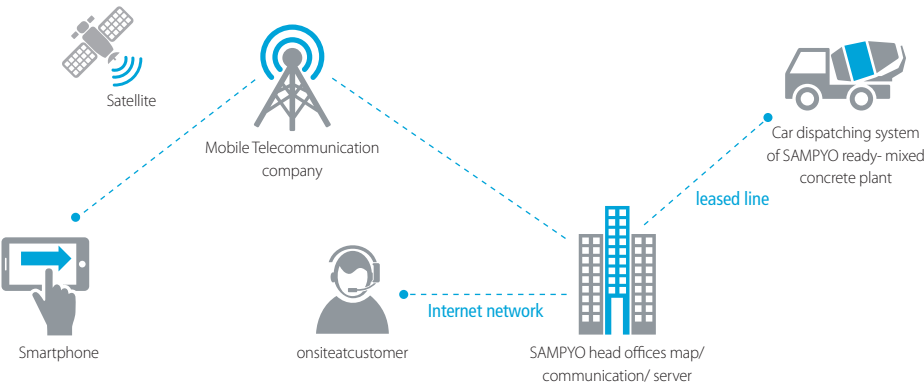 Satellite
Mobile Telecommunication
company
Car dispatching system
of SAMPYO ready- mixed
concrete plant
leased line
Internet network
Smartphone
onsiteatcustomer
SAMPYO head offices map/
communication/ server